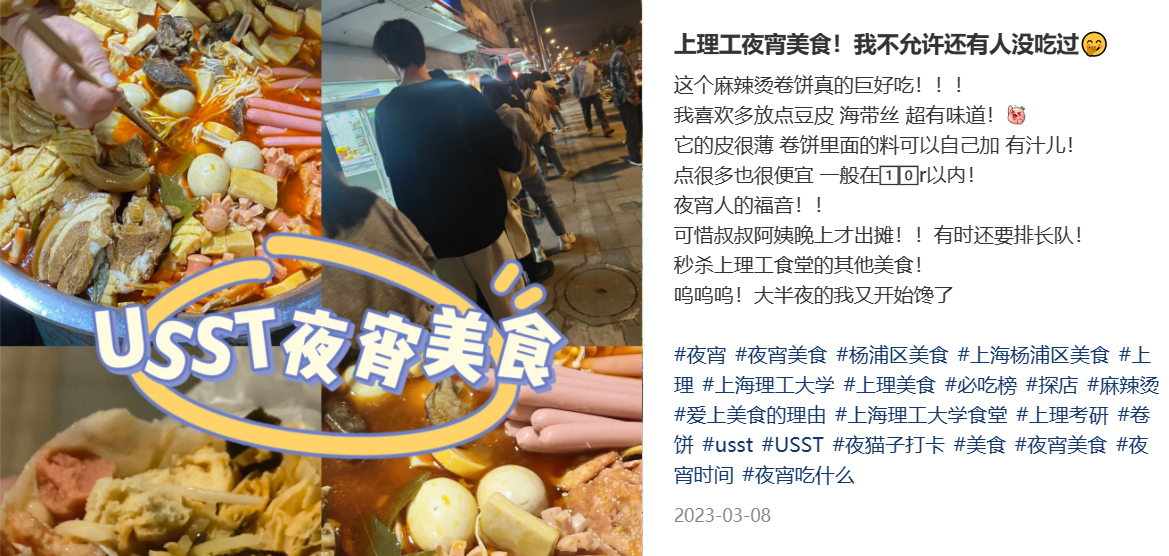 USST夜宵美食
上理工夜宵美食！我不允许还有人没吃过🤭
这个麻辣烫卷饼真的巨好吃！！！
我喜欢多放点豆皮 海带丝 超有味道！🐷
它的皮很薄 卷饼里面的料可以自己加 有汁儿！
点很多也很便宜 一般在1️⃣0️⃣r以内！
夜宵人的福音！！
可惜叔叔阿姨晚上才出摊！！有时还要排长队！
秒杀上理工食堂的其他美食！
呜呜呜！大半夜的我又开始馋了
#夜宵 #夜宵美食 #杨浦区美食 #上海杨浦区美食 #上
理 #上海理工大学 #上理美食 #必吃榜 #探店 #麻辣烫
#爱上美食的理由 #上海理工大学食堂 #上理考研 #卷
饼 #usst #USST #夜猫子打卡 #美食 #夜宵美食 #夜
宵时间 #夜宵吃什么
2023-03-08